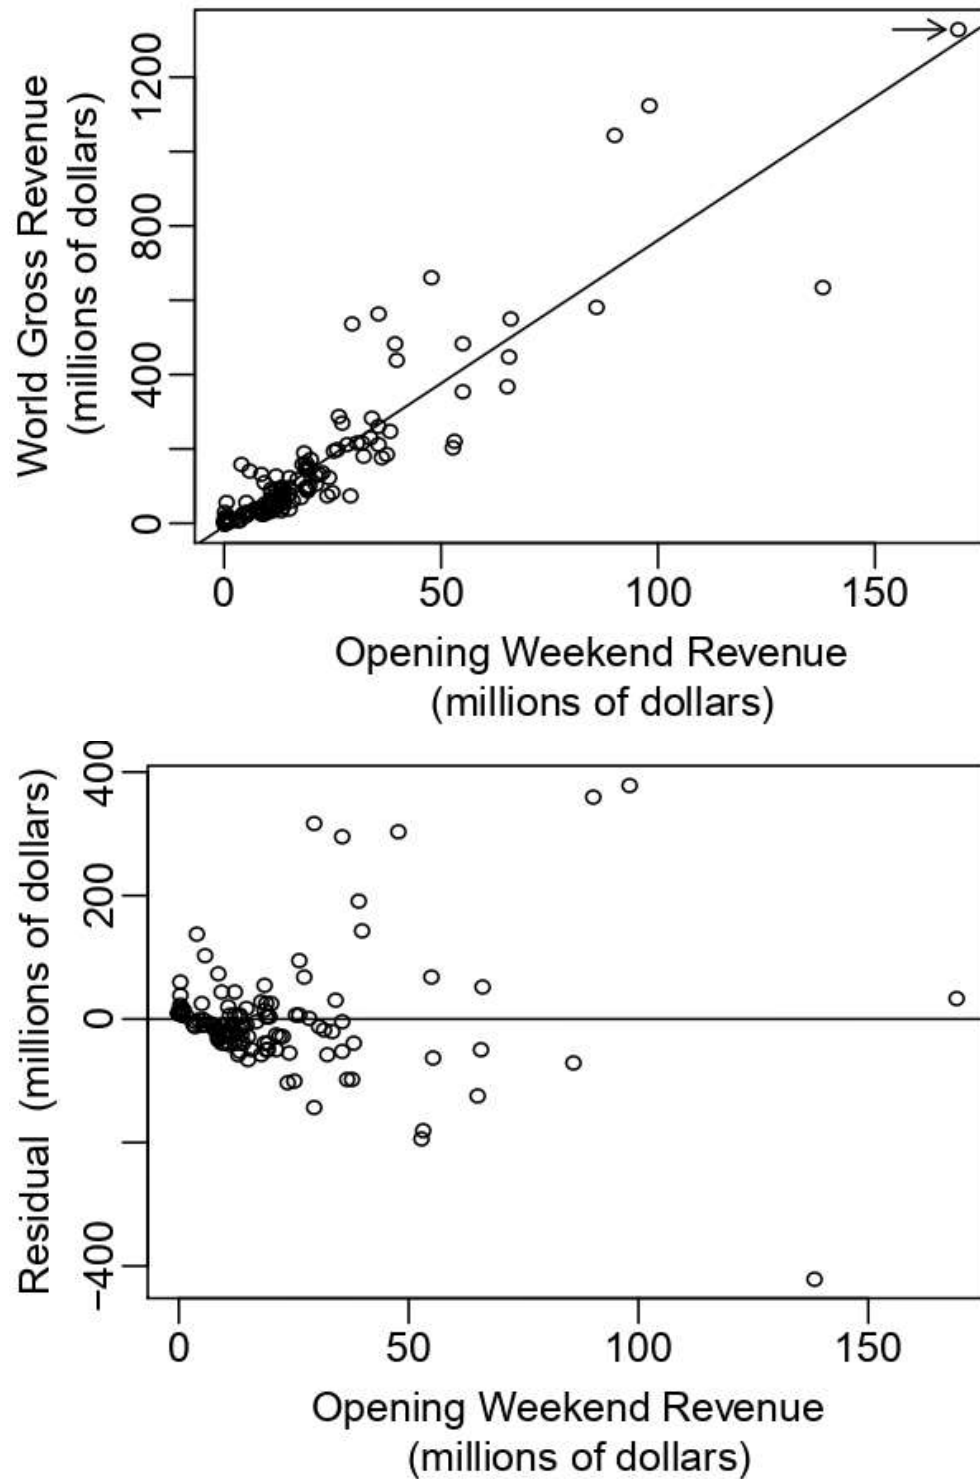 World Gross Revenue
(millions of dollars)
1200
800
400
0
0 50 100 150
Opening Weekend Revenue
(millions of dollars)
Residual (millions of dollars)
400
200
0
−400
0 50 100 150
Opening Weekend Revenue
(millions of dollars)